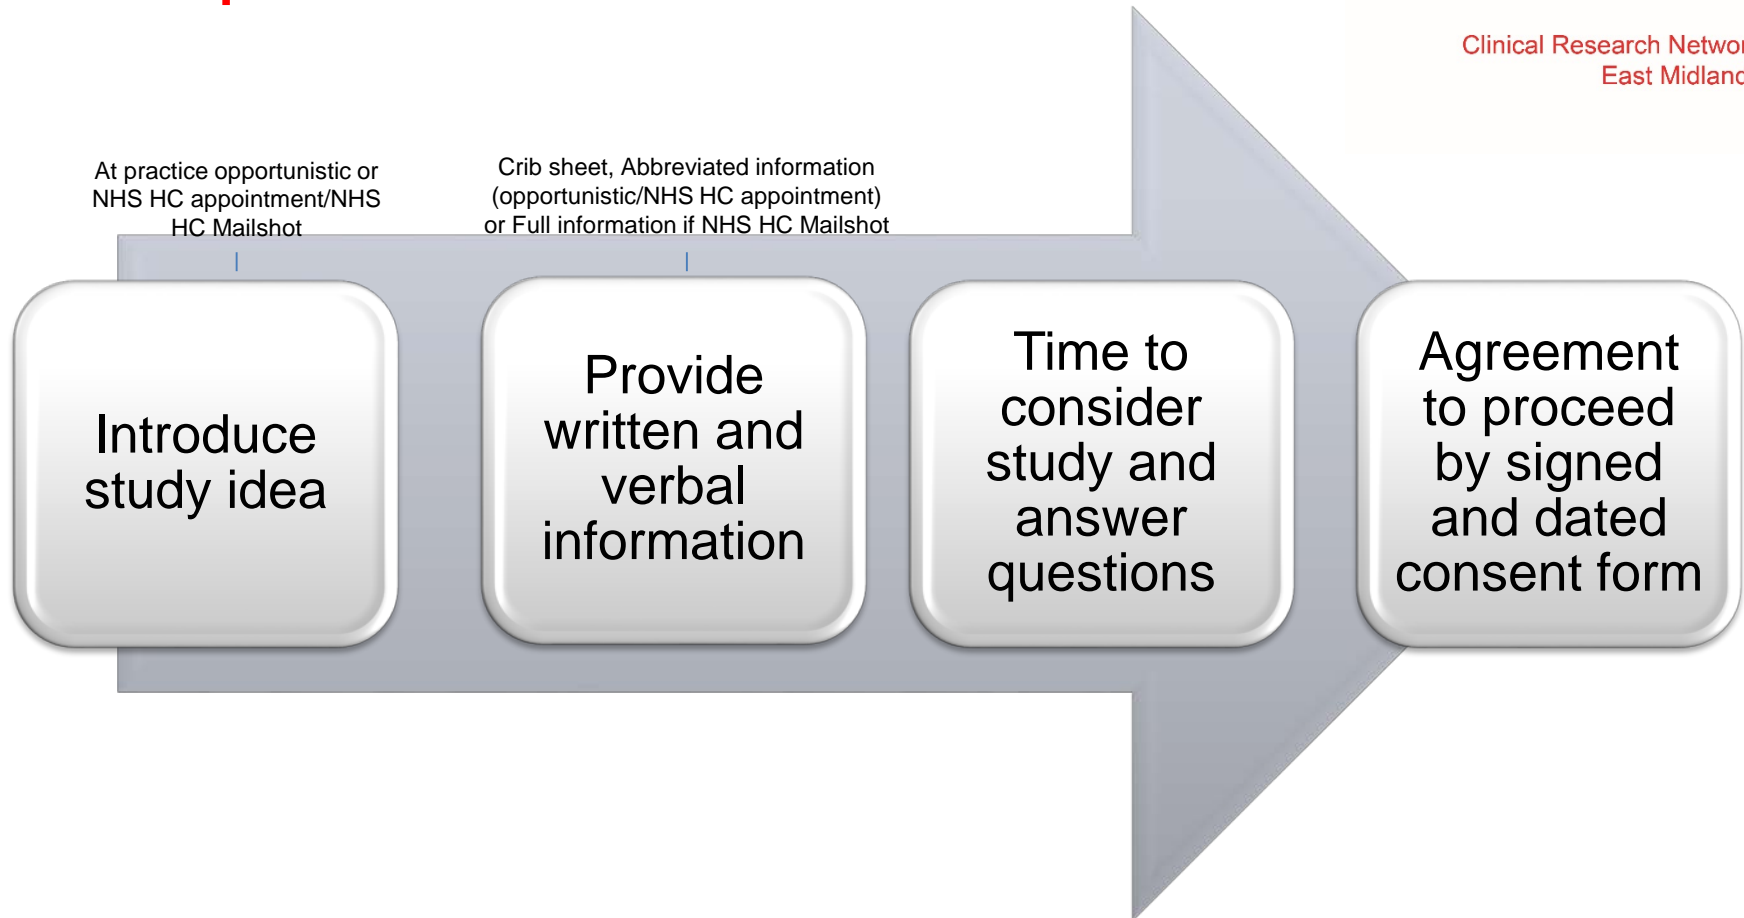 Clinical Research Networ
East Midland
At practice opportunistic or
NHS HC appointment/NHS
HC Mailshot
Crib sheet, Abbreviated information
(opportunistic/NHS HC appointment)
or Full information if NHS HC Mailshot
Introduce
study idea
Provide
written and
verbal
information
Time to
consider
study and
answer
questions
Agreement
to proceed
by signed
and dated
consent form